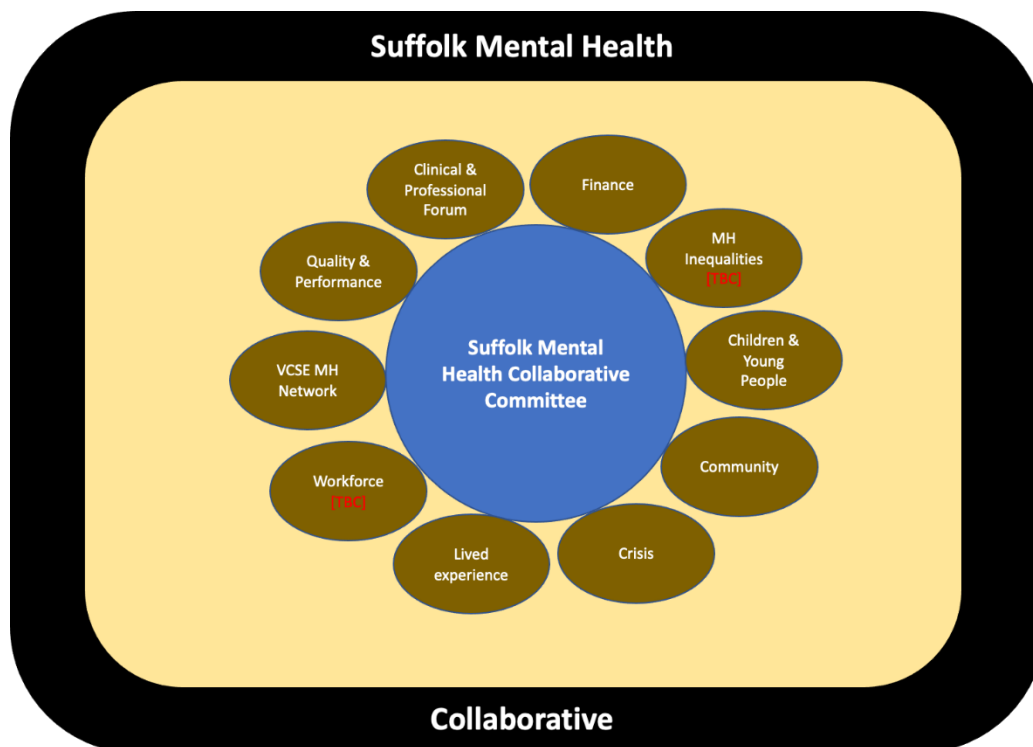 Suffolk Mental Health
Clinical &
Professional
Forum
Finance
MH
Inequalities
[TBC]
Quality &
Performance
Children &
Young
People
Suffolk Mental
Health Collaborative
Committee
VCSE MH
Network
Community
Workforce
[TBC]
Crisis
Lived
experience
Collaborative